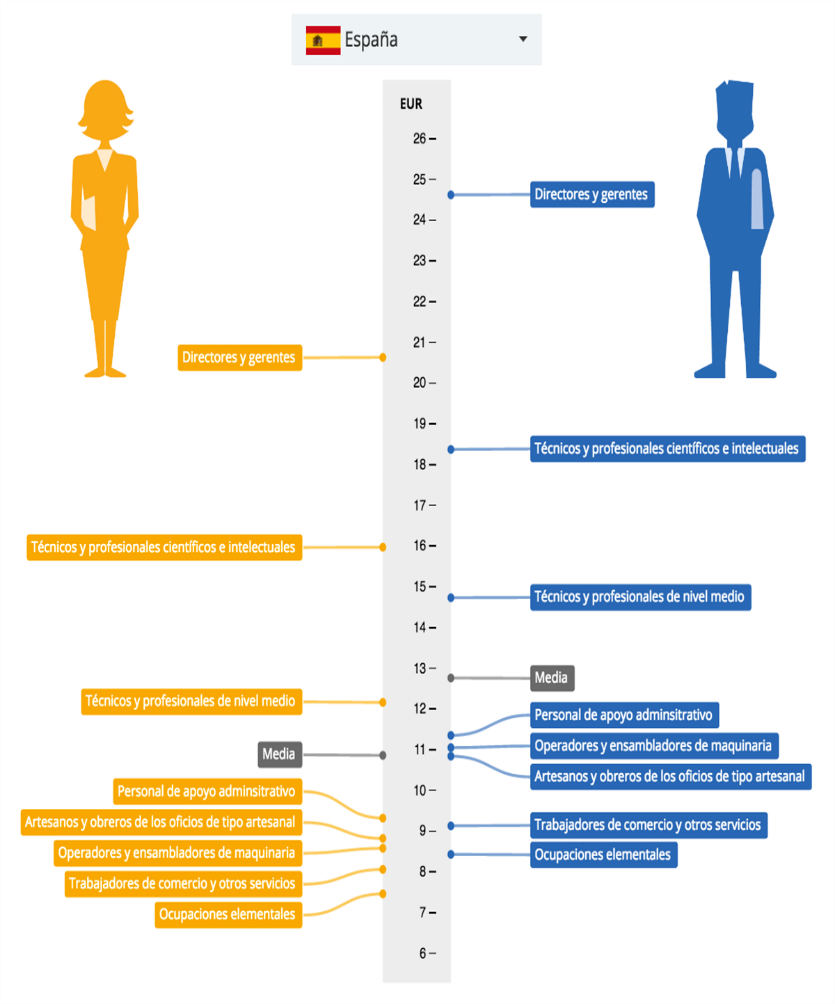 España
EUR
26
25
24
23
22
21
20
19
18
17
16
15
14
13
12
11
10
9
8
7
6
Directores y gerentes
Técnicos y profesionales científicos e intelectuales
Técnicos y profesionales de nivel medio
Media
Personal de apoyo adminsitrativo
Artesanos y obreros de los oficios de tipo artesanal
Operadores y ensambladores de maquinaria
Trabajadores de comercio y otros servicios
Ocupaciones elementales
Directores y gerentes
Técnicos y profesionales científicos e intelectuales
Técnicos y profesionales de nivel medio
Media
Personal de apoyo adminsitrativo
Operadores y ensambladores de maquinaria
Artesanos y obreros de los oficios de tipo artesanal
Trabajadores de comercio y otros servicios
Ocupaciones elementales